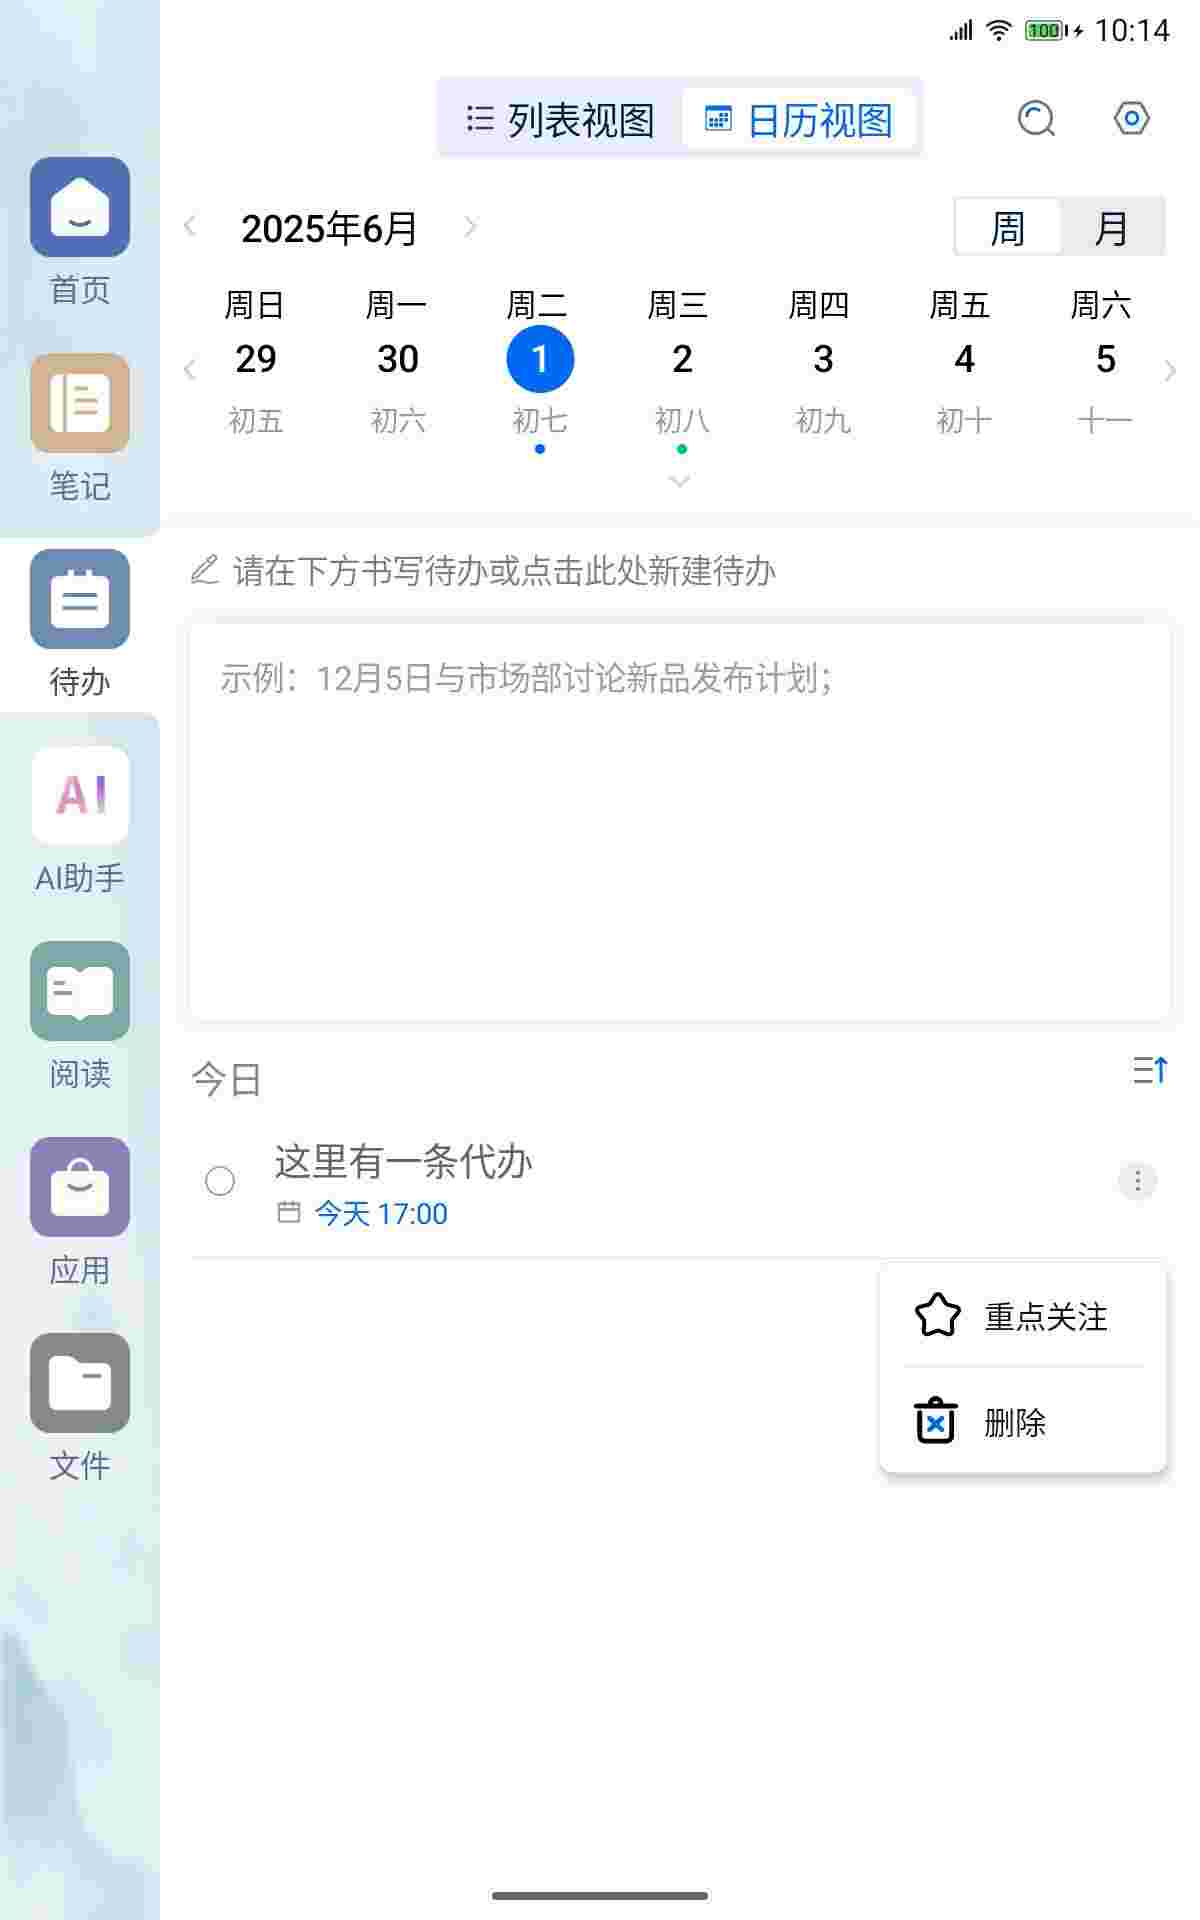 100 10:14
列表视图 日历视图
2025年6月 周 月
周日 周一 周二 周三 周四 周五 周六
29 30 1 2 3 4 5
初五 初六 初七 初八 初九 初十 十一
请在下方书写待办或点击此处新建待办
示例：12月5日与市场部讨论新品发布计划；
今日
这里有一条代办
今天 17:00
重点关注
删除
首页
笔记
待办
AI
AI助手
阅读
应用
文件